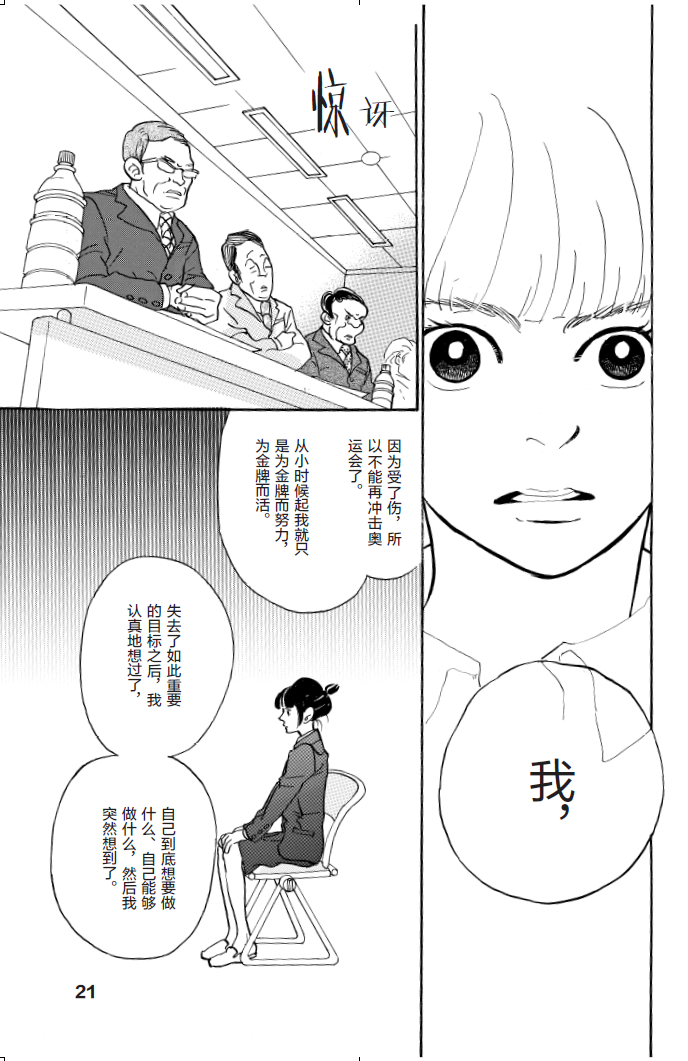 我，
惊讶
因为受了伤，所
以不能再冲击奥
运会了。
从小时候起我就只
是为金牌而努力，
为金牌而活。
失去了如此重要
的目标之后，我
认真地想过了，
自己到底想要做
什么、自己能够
做什么，然后我
突然想到了。
21